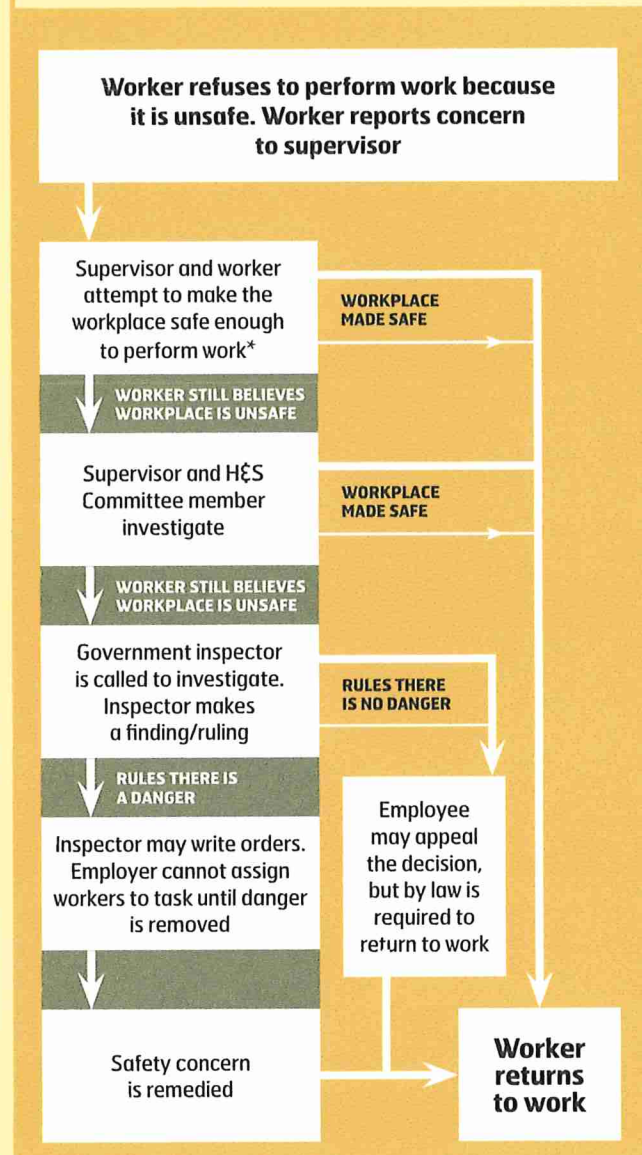 Worker refuses to perform work because
it is unsafe. Worker reports concern
to supervisor
Supervisor and worker
attempt to make the
workplace safe enough
to perform work*
WORKPLACE
MADE SAFE
WORKER STILL BELIEVES
WORKPLACE IS UNSAFE
Supervisor and H&S
Committee member
investigate
WORKPLACE
MADE SAFE
WORKER STILL BELIEVES
WORKPLACE IS UNSAFE
Government inspector
is called to investigate.
Inspector makes
a finding/ruling
RULES THERE
IS NO DANGER
RULES THERE IS
A DANGER
Employee
may appeal
the decision,
but by law is
required to
return to work
Inspector may write orders.
Employer cannot assign
workers to task until danger
is removed
Safety concern
is remedied
Worker
returns
to work